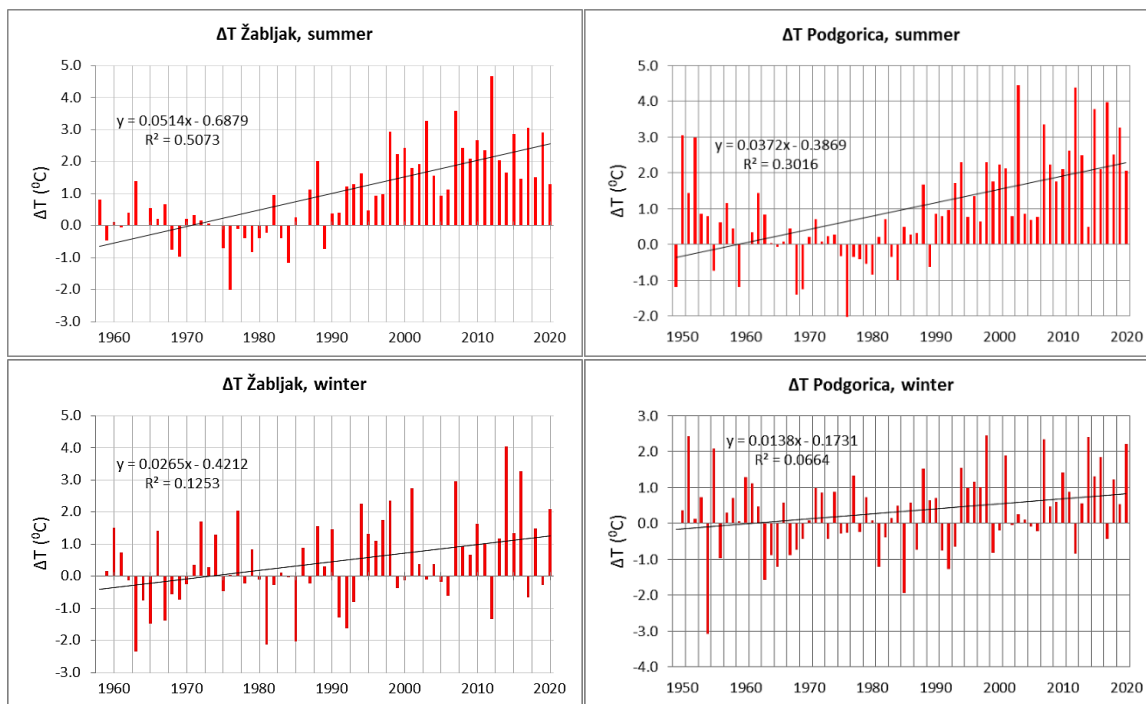 ΔT Žabljak, summer
5.0
4.0
3.0
2.0
1.0
0.0
-1.0
-2.0
-3.0
ΔT (⁰C)
y = 0.0514x - 0.6879
R² = 0.5073
1960 1970 1980 1990 2000 2010 2020
ΔT Podgorica, summer
5.0
4.0
3.0
2.0
1.0
0.0
-1.0
-2.0
ΔT (⁰C)
y = 0.0372x - 0.3869
R² = 0.3016
1950 1960 1970 1980 1990 2000 2010 2020
ΔT Žabljak, winter
5.0
4.0
3.0
2.0
1.0
0.0
-1.0
-2.0
-3.0
ΔT (⁰C)
y = 0.0265x - 0.4212
R² = 0.1253
1960 1970 1980 1990 2000 2010 2020
ΔT Podgorica, winter
3.0
2.0
1.0
0.0
-1.0
-2.0
-3.0
-4.0
ΔT (⁰C)
y = 0.0138x - 0.1731
R² = 0.0664
1950 1960 1970 1980 1990 2000 2010 2020